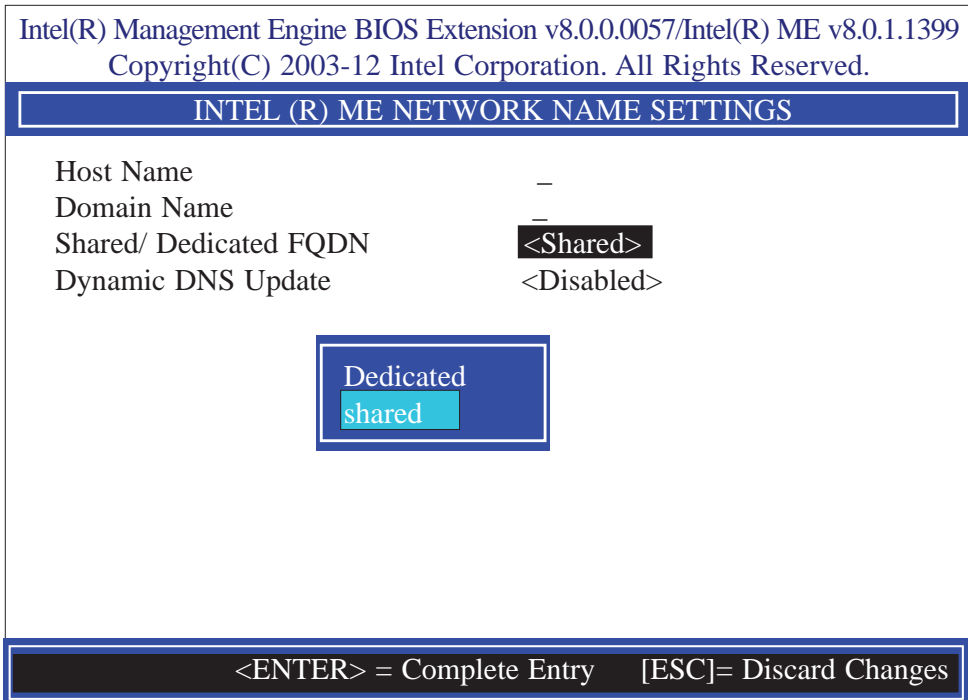 Intel(R) Management Engine BIOS Extension v8.0.0.0057/Intel(R) ME v8.0.1.1399
Copyright(C) 2003-12 Intel Corporation. All Rights Reserved.
INTEL (R) ME NETWORK NAME SETTINGS
Host Name _
Domain Name _
Shared/ Dedicated FQDN <Shared>
Dynamic DNS Update <Disabled>
Dedicated
shared
<ENTER> = Complete Entry [ESC]= Discard Changes